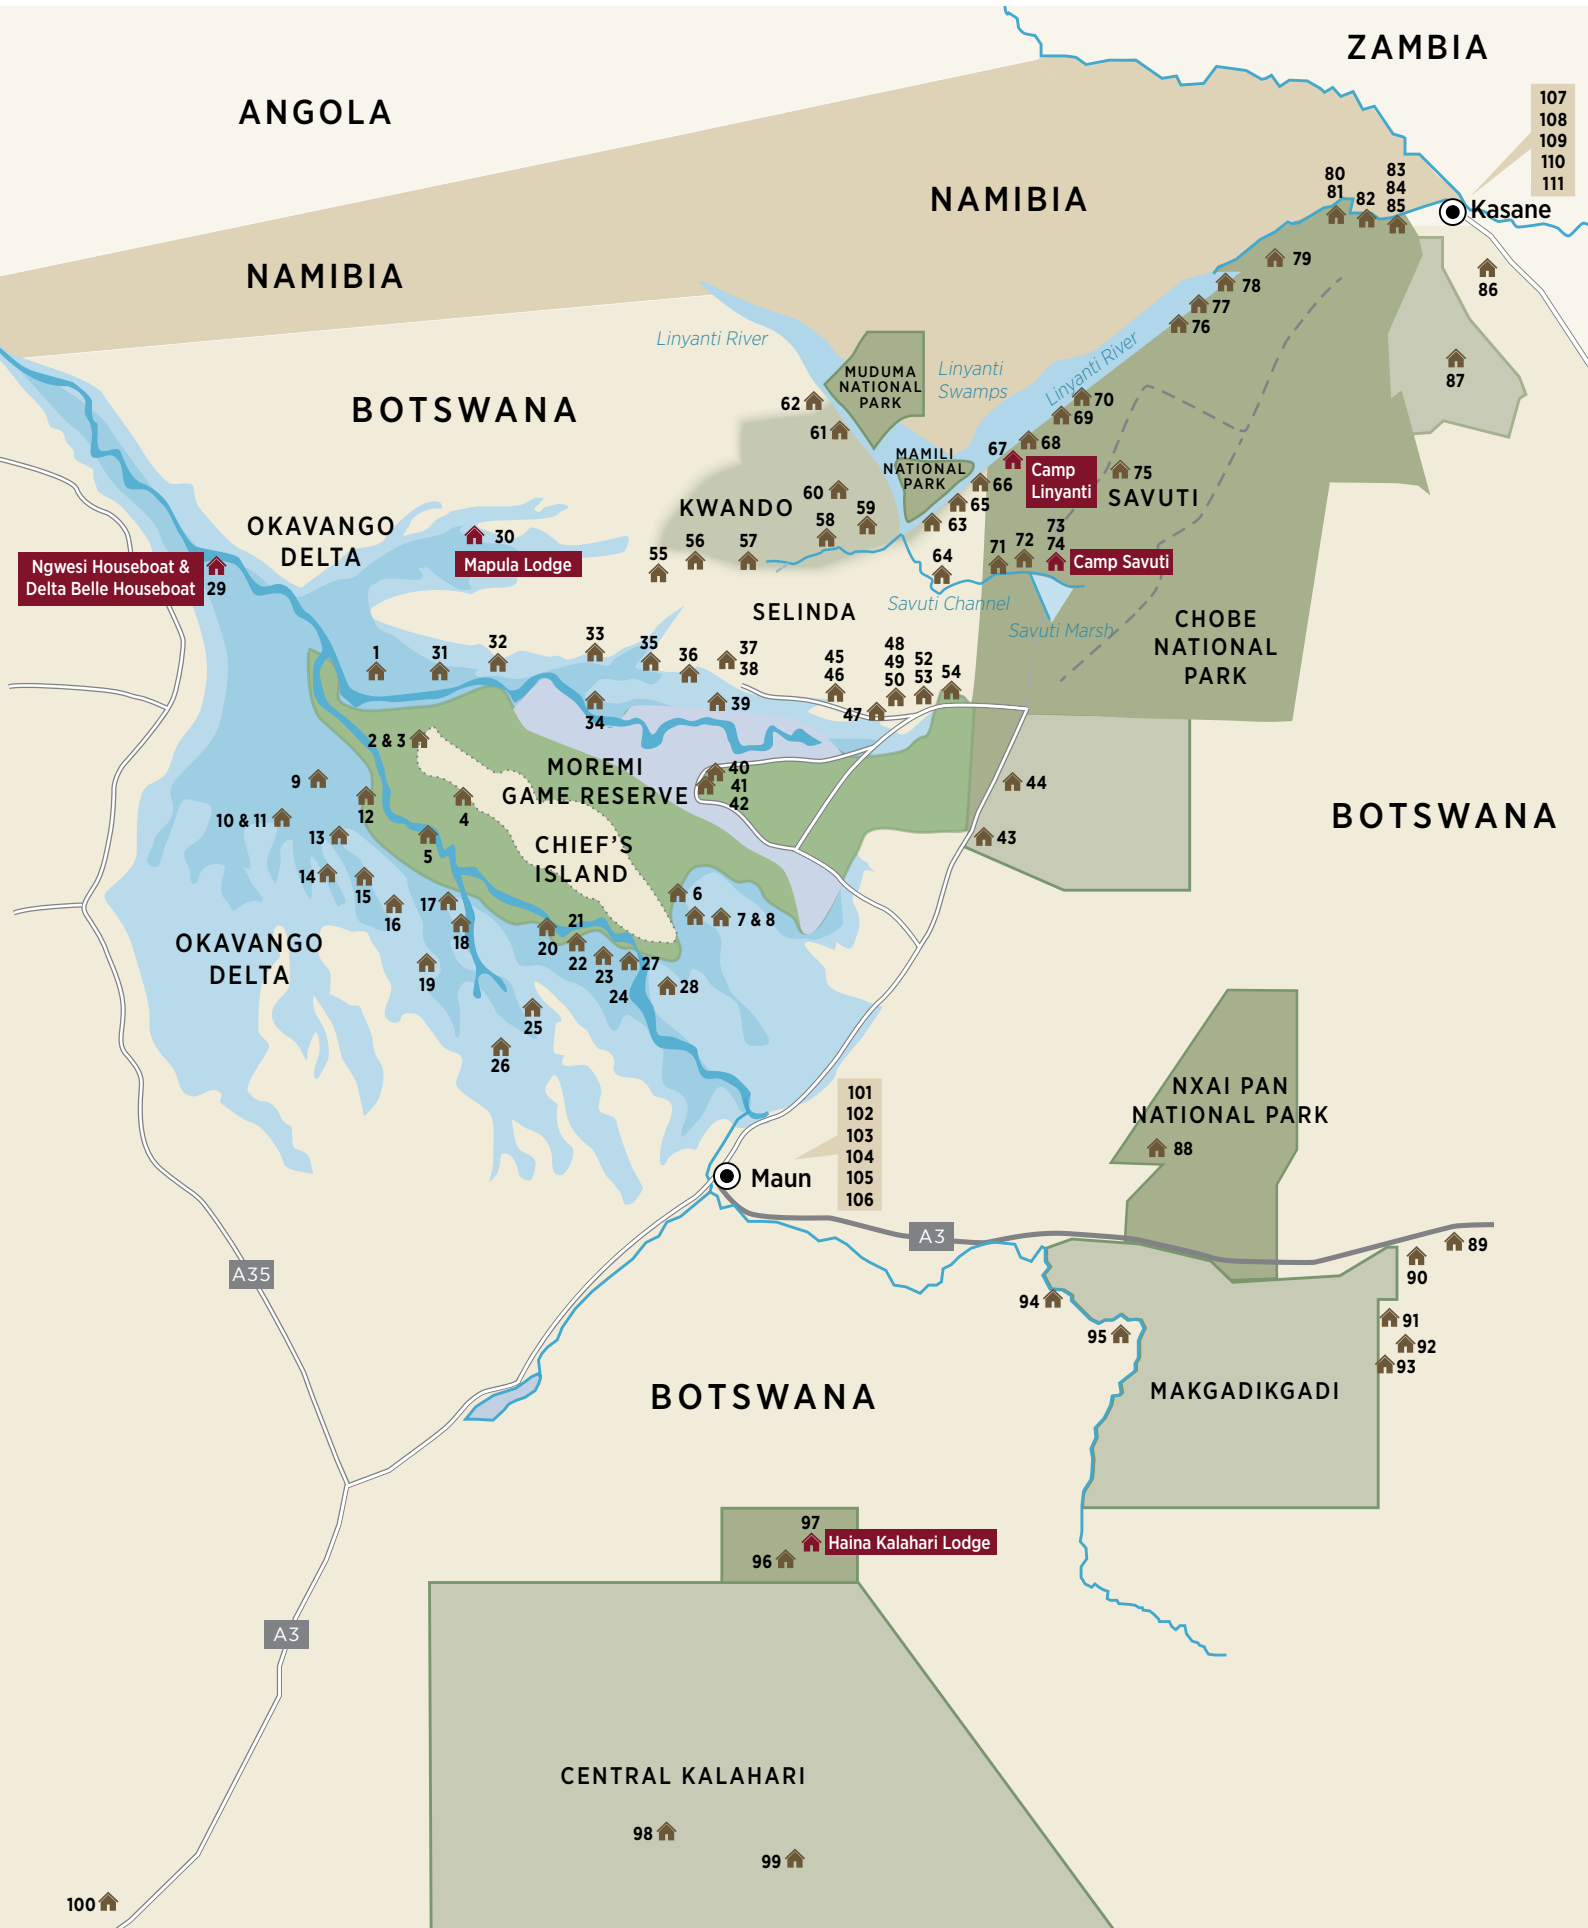 ZAMBIA
ANGOLA
107
108
109
110
111
NAMIBIA
Kasane
80
81
82
83
84
85
NAMIBIA
79
86
78
77
76
Linyanti River
Linyanti River
Linyanti
Swamps
MUDUMA
NATIONAL
PARK
87
BOTSWANA
62
61
70
69
68
67
Camp
Linyanti
MAMILI
NATIONAL
PARK
66
65
75
SAVUTI
KWANDO
60
59
58
63
64
OKAVANGO
DELTA
30
Mapula Lodge
55
56
57
71
72
73
74
Camp Savuti
Ngwesi Houseboat &
Delta Belle Houseboat
29
SELINDA
Savuti Channel
Savuti Marsh
CHOBE
NATIONAL
PARK
1
31
32
33
34
35
36
37
38
39
45
46
47
48
49
50
52
53
54
2 & 3
MOREMI
GAME RESERVE
40
41
42
44
43
BOTSWANA
9
10 & 11
12
13
14
15
16
4
5
CHIEF'S
ISLAND
6
7 & 8
17
18
19
20
21
22
23
24
27
28
25
26
OKAVANGO
DELTA
NXAI PAN
NATIONAL PARK
88
101
102
103
104
105
106
Maun
A3
89
90
91
92
93
A35
94
95
MAKGADIKGADI
BOTSWANA
97
Haina Kalahari Lodge
96
A3
CENTRAL KALAHARI
98
99
100